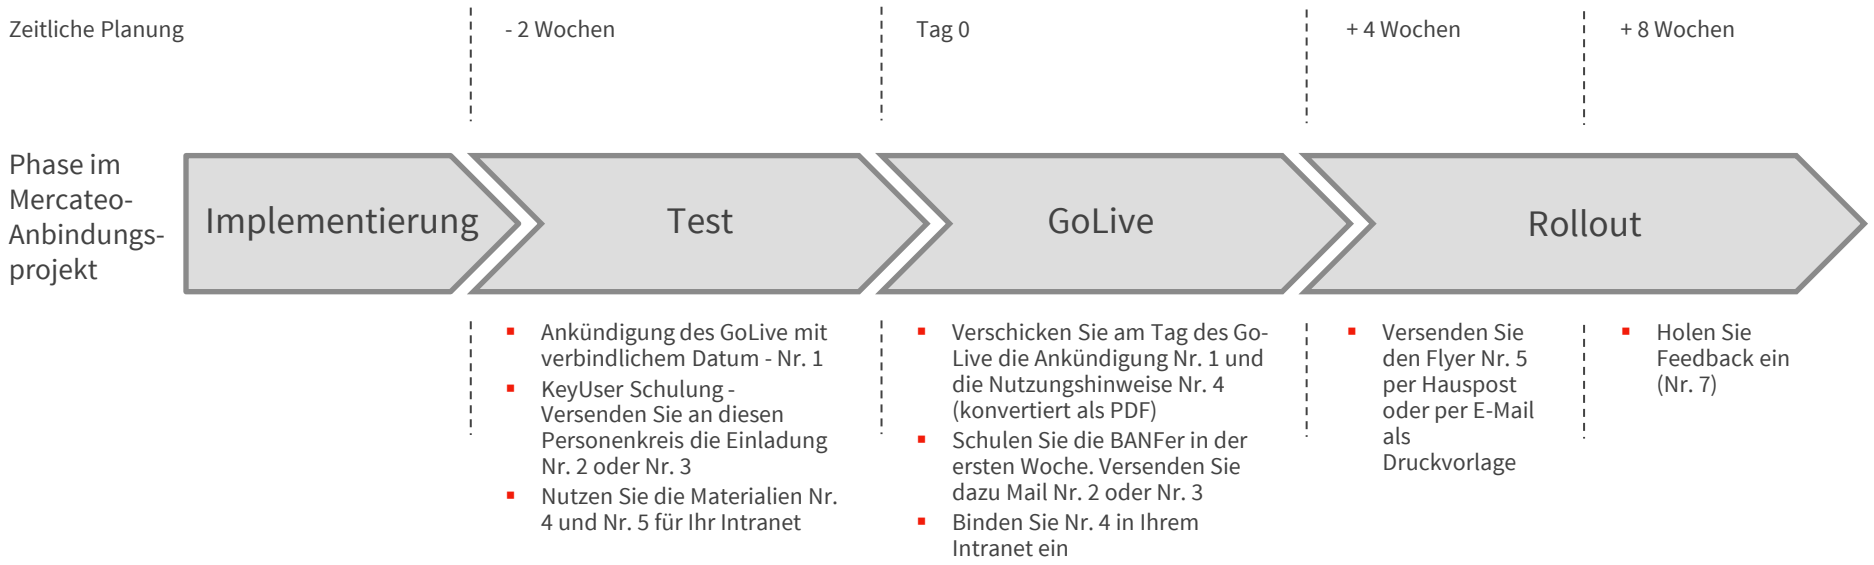 Zeitliche Planung
- 2 Wochen
Tag 0
+ 4 Wochen
+ 8 Wochen
Phase im
Mercateo-
Anbindungs-
projekt
Implementierung
Test
GoLive
Rollout
▪ Ankündigung des GoLive mit
verbindlichem Datum - Nr. 1
▪ KeyUser Schulung -
Versenden Sie an diesen
Personenkreis die Einladung
Nr. 2 oder Nr. 3
▪ Nutzen Sie die Materialien Nr.
4 und Nr. 5 für Ihr Intranet
▪ Verschicken Sie am Tag des Go-
Live die Ankündigung Nr. 1 und
die Nutzungshinweise Nr. 4
(konvertiert als PDF)
▪ Schulen Sie die BANFer in der
ersten Woche. Versenden Sie
dazu Mail Nr. 2 oder Nr. 3
▪ Binden Sie Nr. 4 in Ihrem
Intranet ein
▪ Versenden Sie
den Flyer Nr. 5
per Hauspost
oder per E-Mail
als
Druckvorlage
▪ Holen Sie
Feedback ein
(Nr. 7)